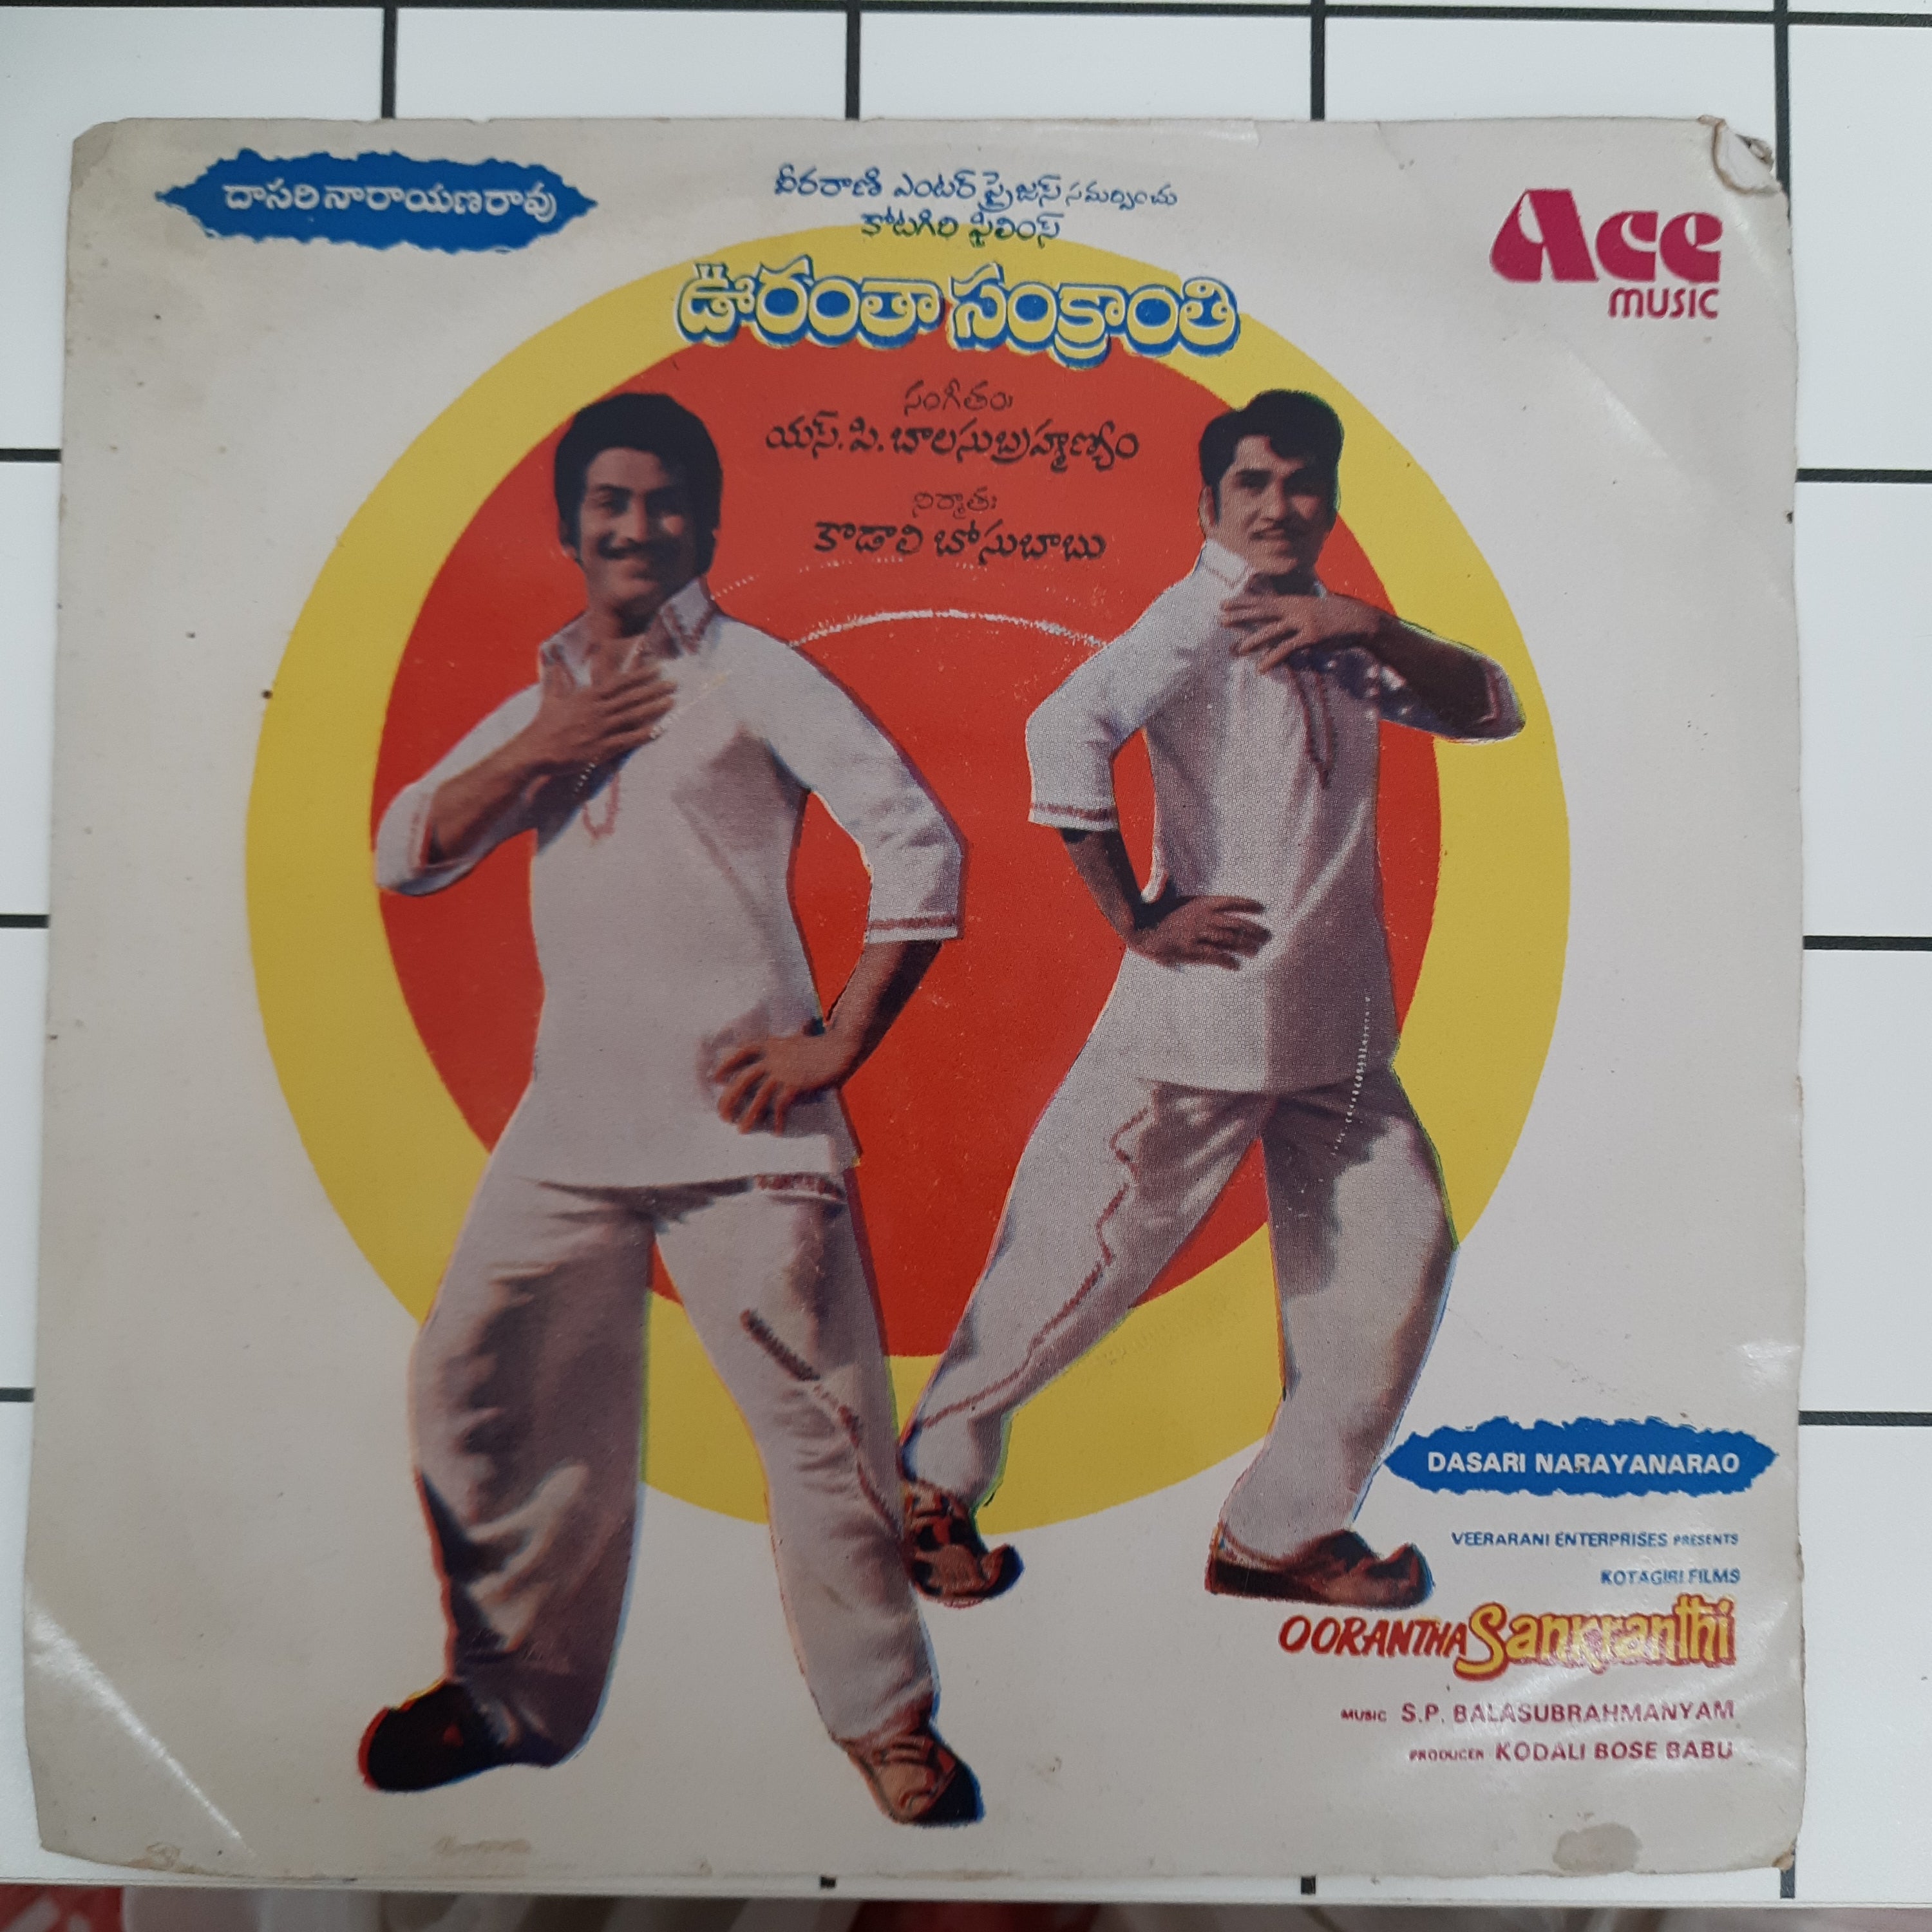 దాసరి నారాయణరావు
వీరరాణి ఎంటర్ ప్రైజస్ సమర్పించు
కోటగిరి ఫిలింస్
ఊరంతా సంక్రాంతి
సంగీతం:
యస్. పి. బాలసుబ్రహ్మణ్యం
నిర్మాత:
కొడాలి బోసుబాబు
Ace
MUSIC
DASARI NARAYANARAO
VEERARANI ENTERPRISES PRESENTS
KOTAGIRI FILMS
OORANTHA Sankranthi
MUSIC S.P. BALASUBRAHMANYAM
PRODUCER KODALI BOSE BABU